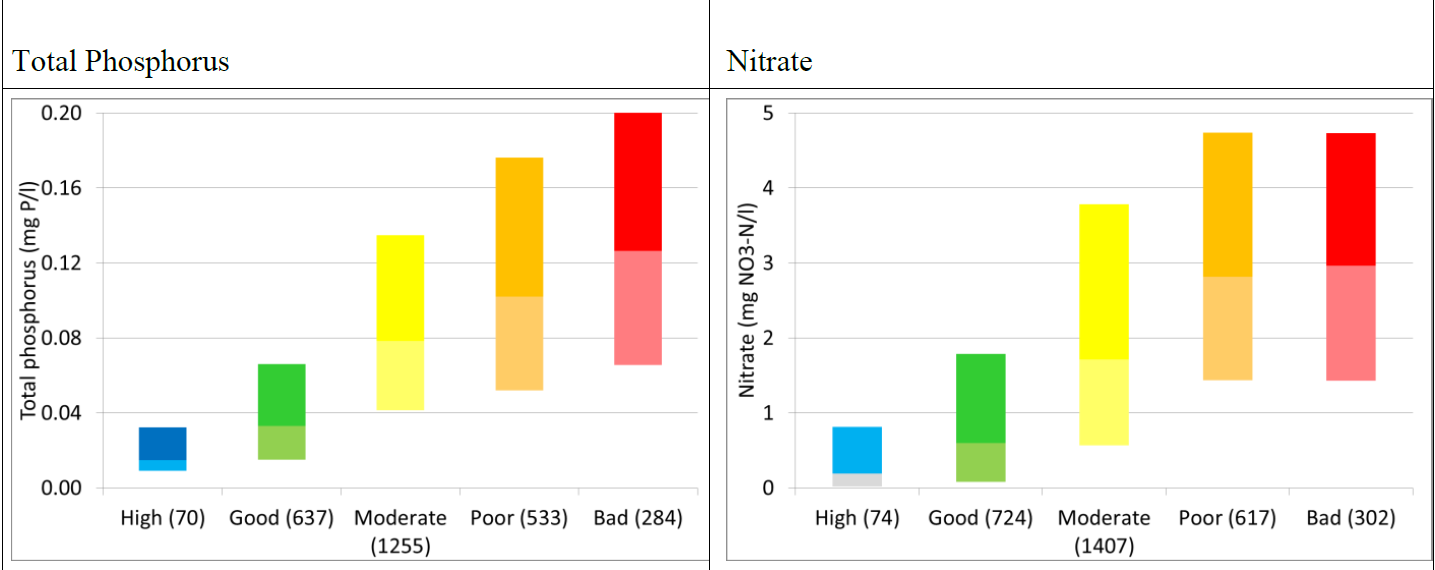 Total Phosphorus
Total phosphorus (mg P/l)
0.20
0.16
0.12
0.08
0.04
0.00
High (70) Good (637) Moderate (1255) Poor (533) Bad (284)
Nitrate
Nitrate (mg NO3-N/l)
5
4
3
2
1
0
High (74) Good (724) Moderate (1407) Poor (617) Bad (302)